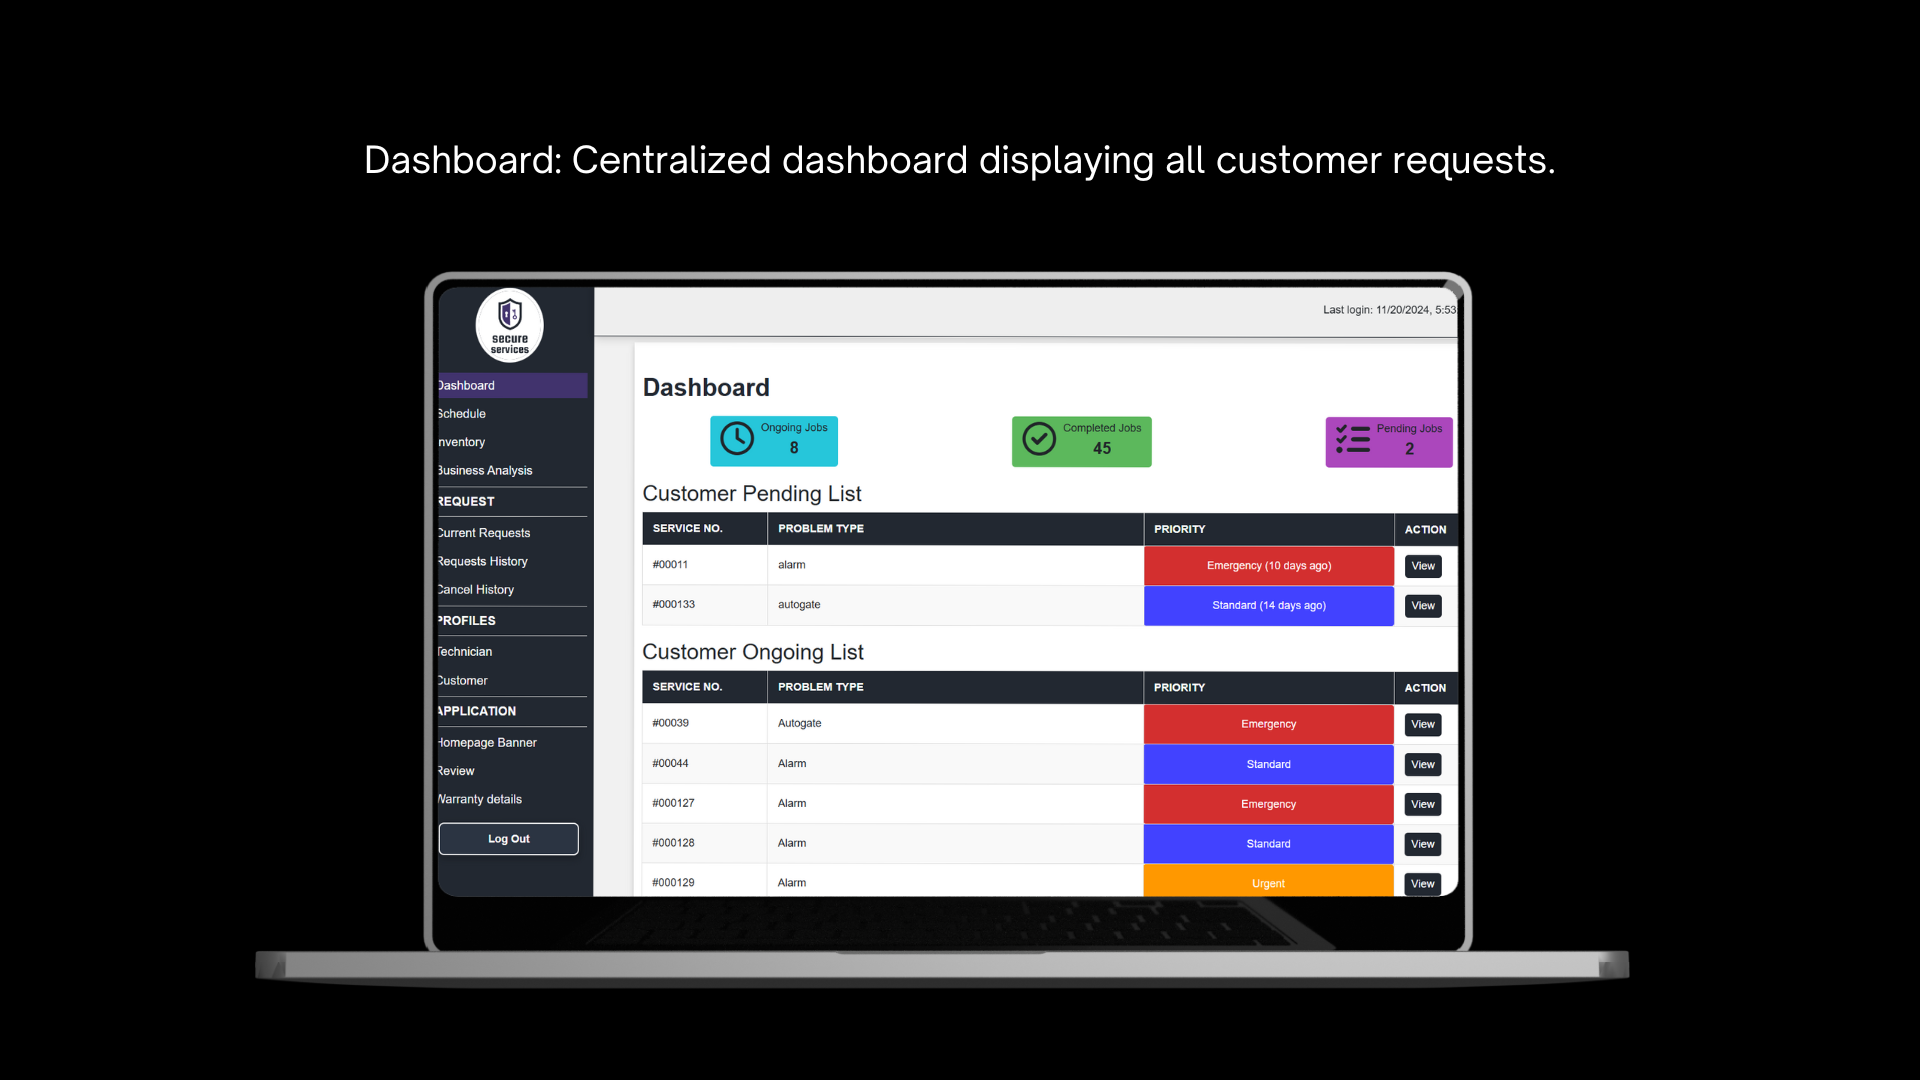 Dashboard: Centralized dashboard displaying all customer requests.
secure
services
Last login: 11/20/2024, 5:53
Dashboard
Schedule
Inventory
Business Analysis
REQUEST
Current Requests
Requests History
Cancel History
PROFILES
Technician
Customer
APPLICATION
Homepage Banner
Review
Warranty details
Log Out
Dashboard
Ongoing Jobs
8
Completed Jobs
45
Pending Jobs
2
Customer Pending List
SERVICE NO. PROBLEM TYPE PRIORITY ACTION
#00011 alarm Emergency (10 days ago) View
#000133 autogate Standard (14 days ago) View
Customer Ongoing List
SERVICE NO. PROBLEM TYPE PRIORITY ACTION
#00039 Autogate Emergency View
#00044 Alarm Standard View
#000127 Alarm Emergency View
#000128 Alarm Standard View
#000129 Alarm Urgent View